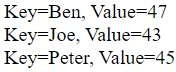 Key=Ben, Value=47
Key=Joe, Value=43
Key=Peter, Value=45